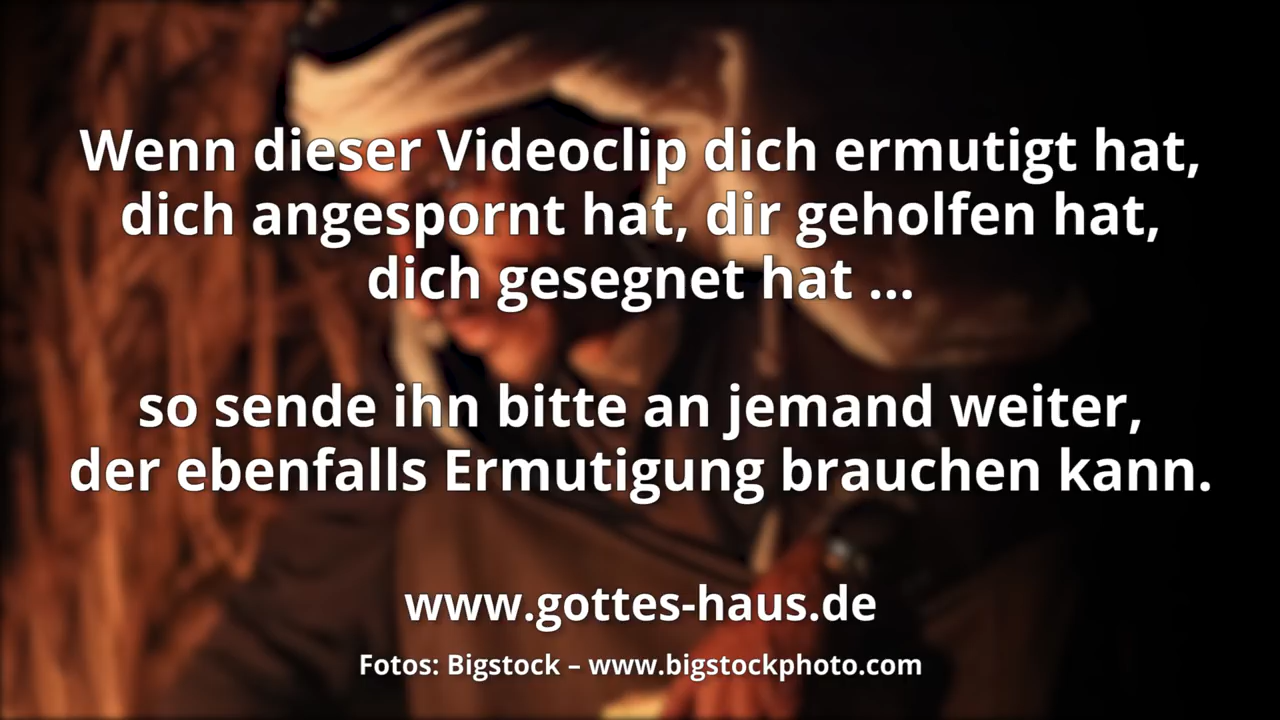 Wenn dieser Videoclip dich ermutigt hat,
dich angespornt hat, dir geholfen hat,
dich gesegnet hat ...
so sende ihn bitte an jemand weiter,
der ebenfalls Ermutigung brauchen kann.
www.gottes-haus.de
Fotos: Bigstock – www.bigstockphoto.com